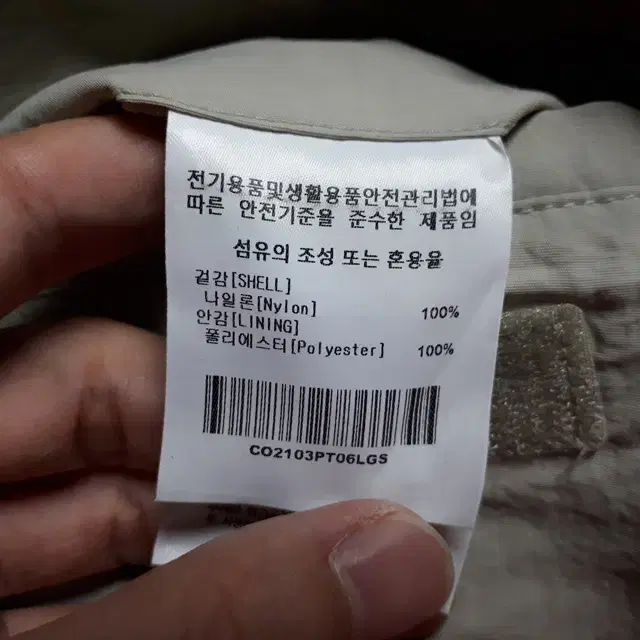 전기용품및생활용품안전관리법에
따른 안전기준을 준수한 제품임
섬유의 조성 또는 혼용율
겉감[SHELL]
나일론[Nylon] 100%
안감[LINING]
폴리에스터[Polyester] 100%
CO2103PT06LGS